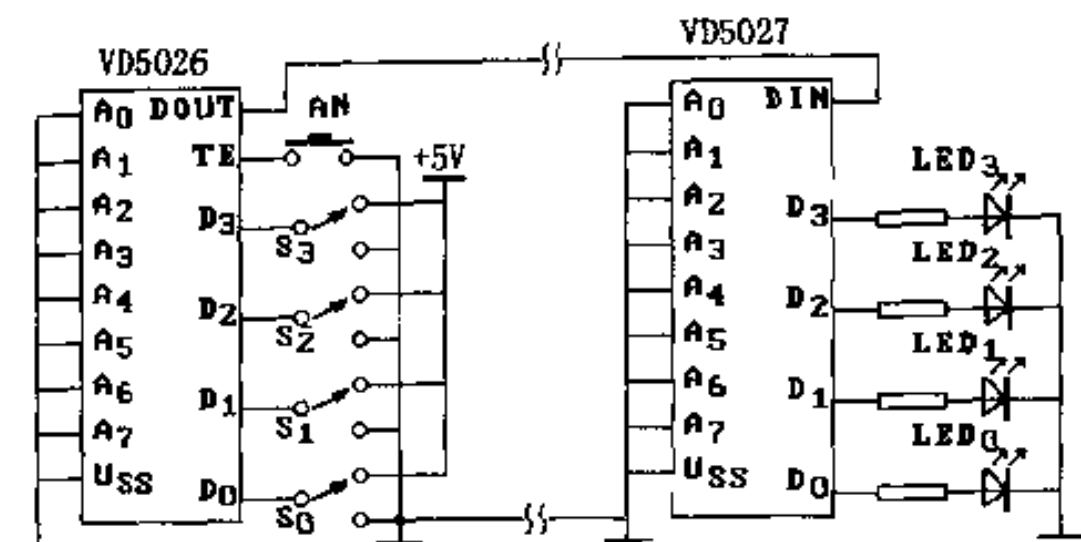 VD5026
VD5027
A0 DOUT
AN
A0 DIN
A1 TE
+5V
A1
LED3
A2
A2
D3
D3
A3
S3
A3
LED2
A4
A4
D2
D2
A5
S2
A5
LED1
A6
A6
D1
D1
A7
S1
A7
LED0
USS
USS
D0
D0
S0